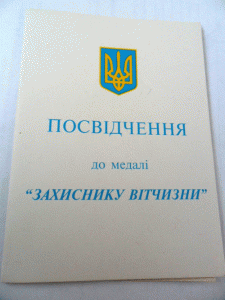 ПОСВІДЧЕННЯ
до медалі
“ЗАХИСНИКУ ВІТЧИЗНИ”